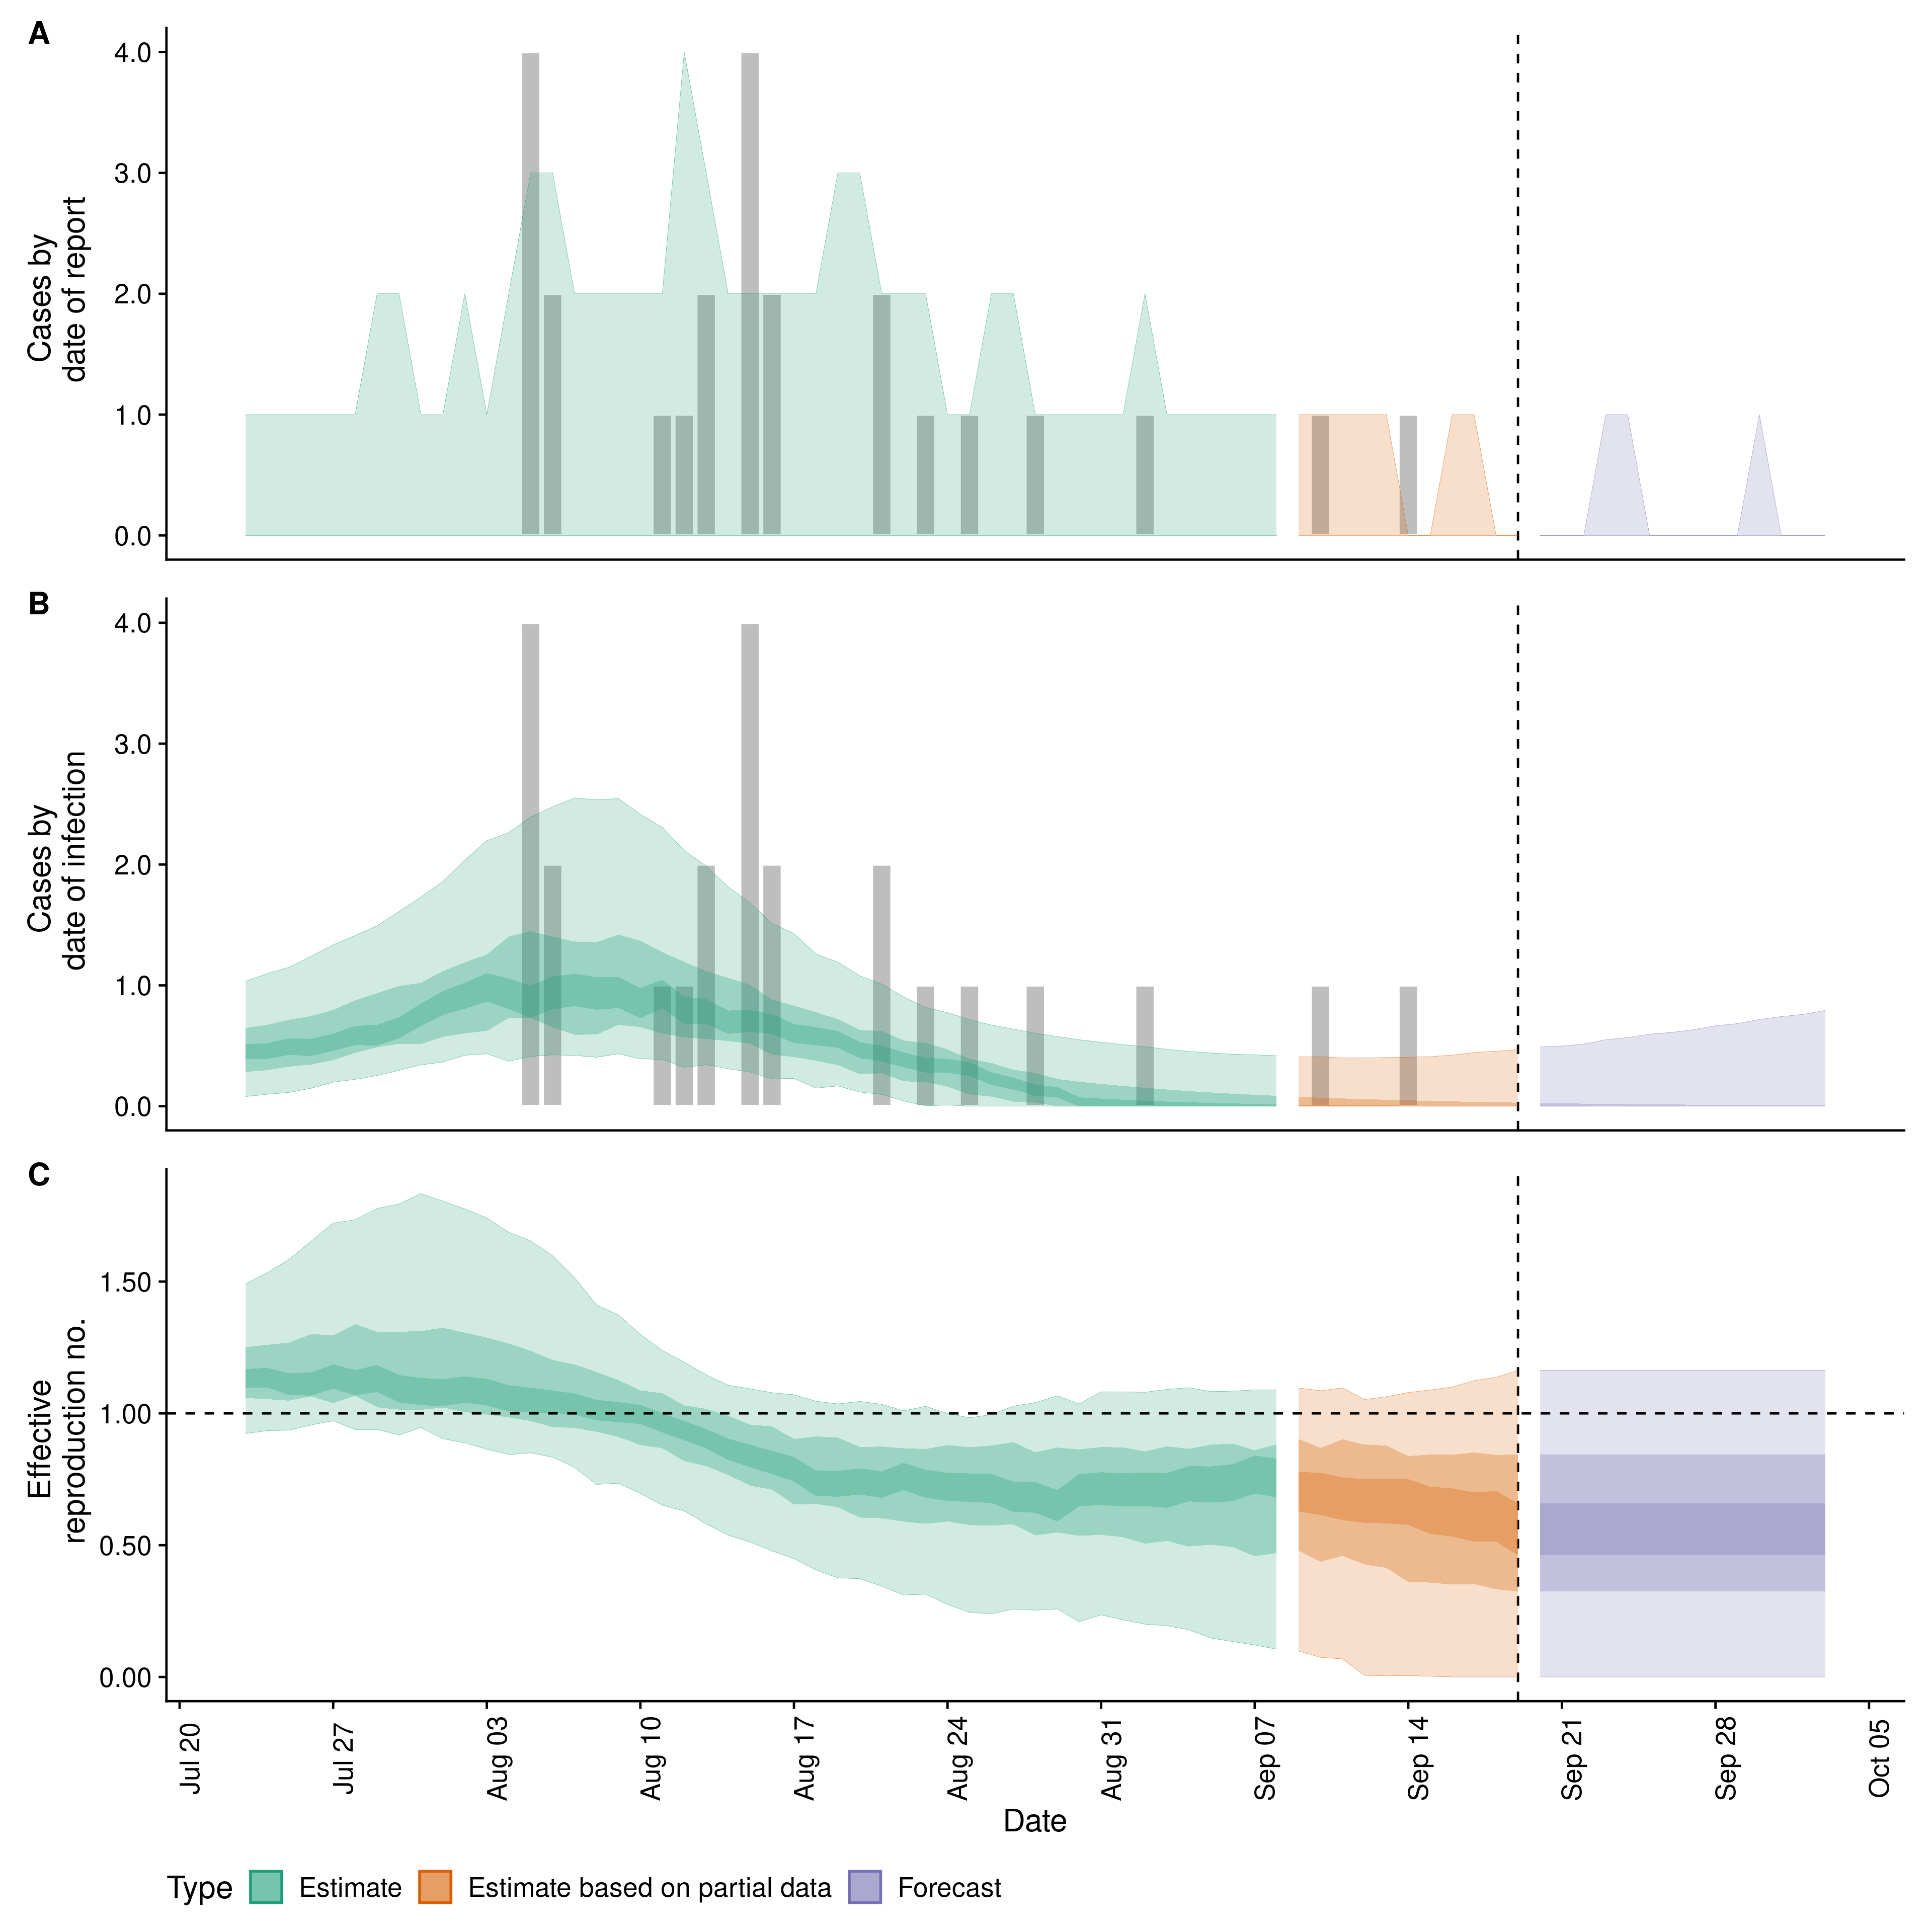 A
4.0
3.0
2.0
1.0
0.0
Cases by
date of report
B
4.0
3.0
2.0
1.0
0.0
Cases by
date of infection
C
1.50
1.00
0.50
0.00
Effective
reproduction no.
Jul 20
Jul 27
Aug 03
Aug 10
Aug 17
Aug 24
Aug 31
Sep 07
Sep 14
Sep 21
Sep 28
Oct 05
Date
Type Estimate Estimate based on partial data Forecast